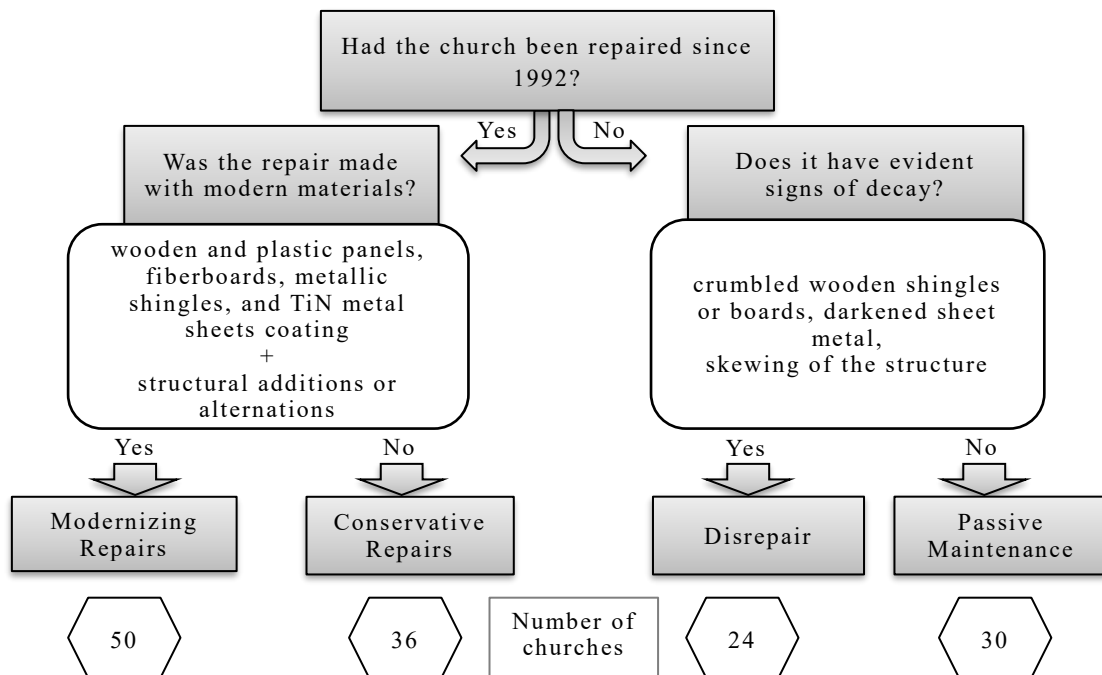 Had the church been repaired since
1992?
Yes
No
Was the repair made
with modern materials?
Does it have evident
signs of decay?
wooden and plastic panels,
fiberboards, metallic
shingles, and TiN metal
sheets coating
+
structural additions or
alternations
crumbled wooden shingles
or boards, darkened sheet
metal,
skewing of the structure
Yes
No
Yes
No
Modernizing
Repairs
Conservative
Repairs
Disrepair
Passive
Maintenance
50
36
Number of
churches
24
30